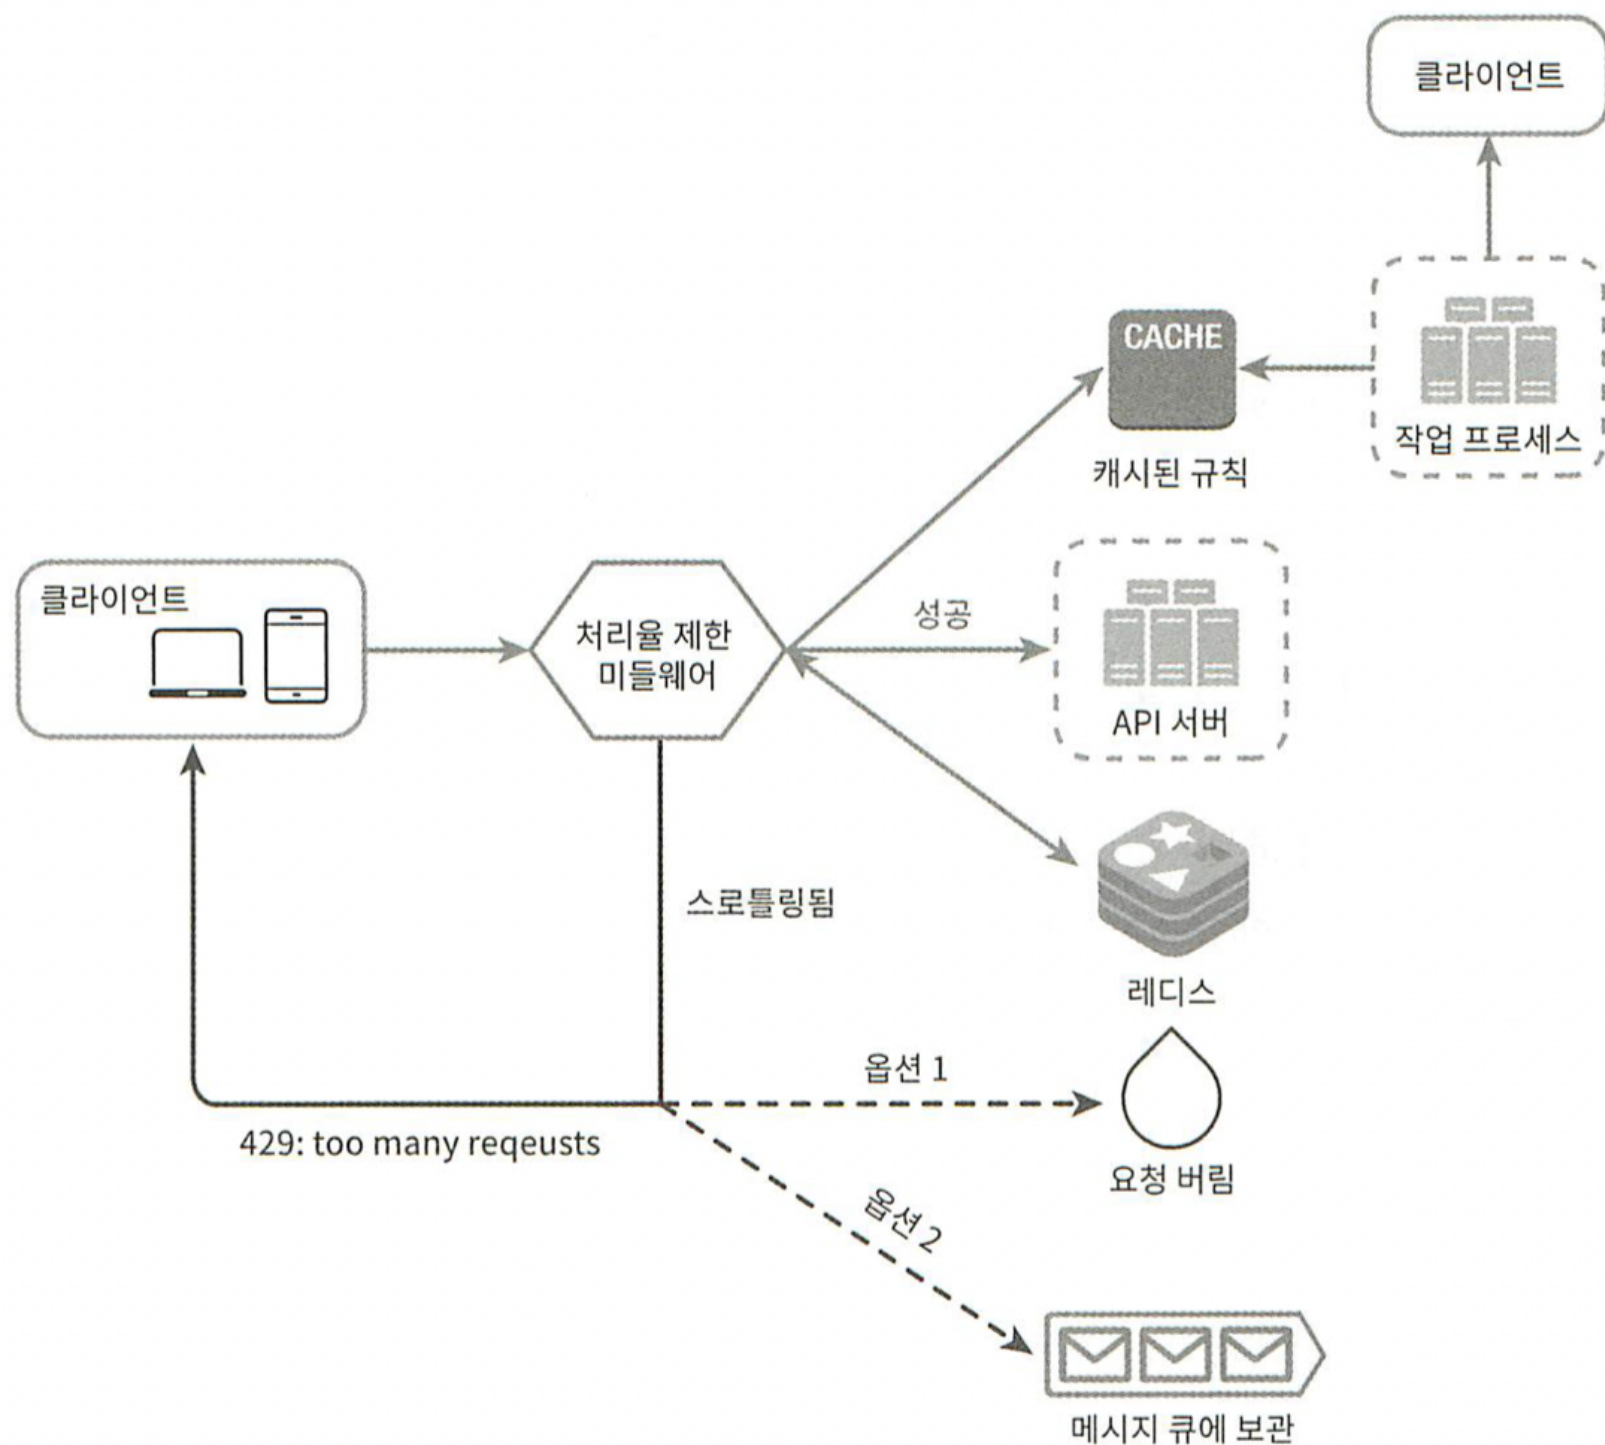 클라이언트
CACHE
캐시된 규칙
작업 프로세스
클라이언트
처리율 제한
미들웨어
성공
API 서버
스로틀링됨
레디스
옵션 1
429: too many reqeusts
요청 버림
옵션 2
메시지 큐에 보관